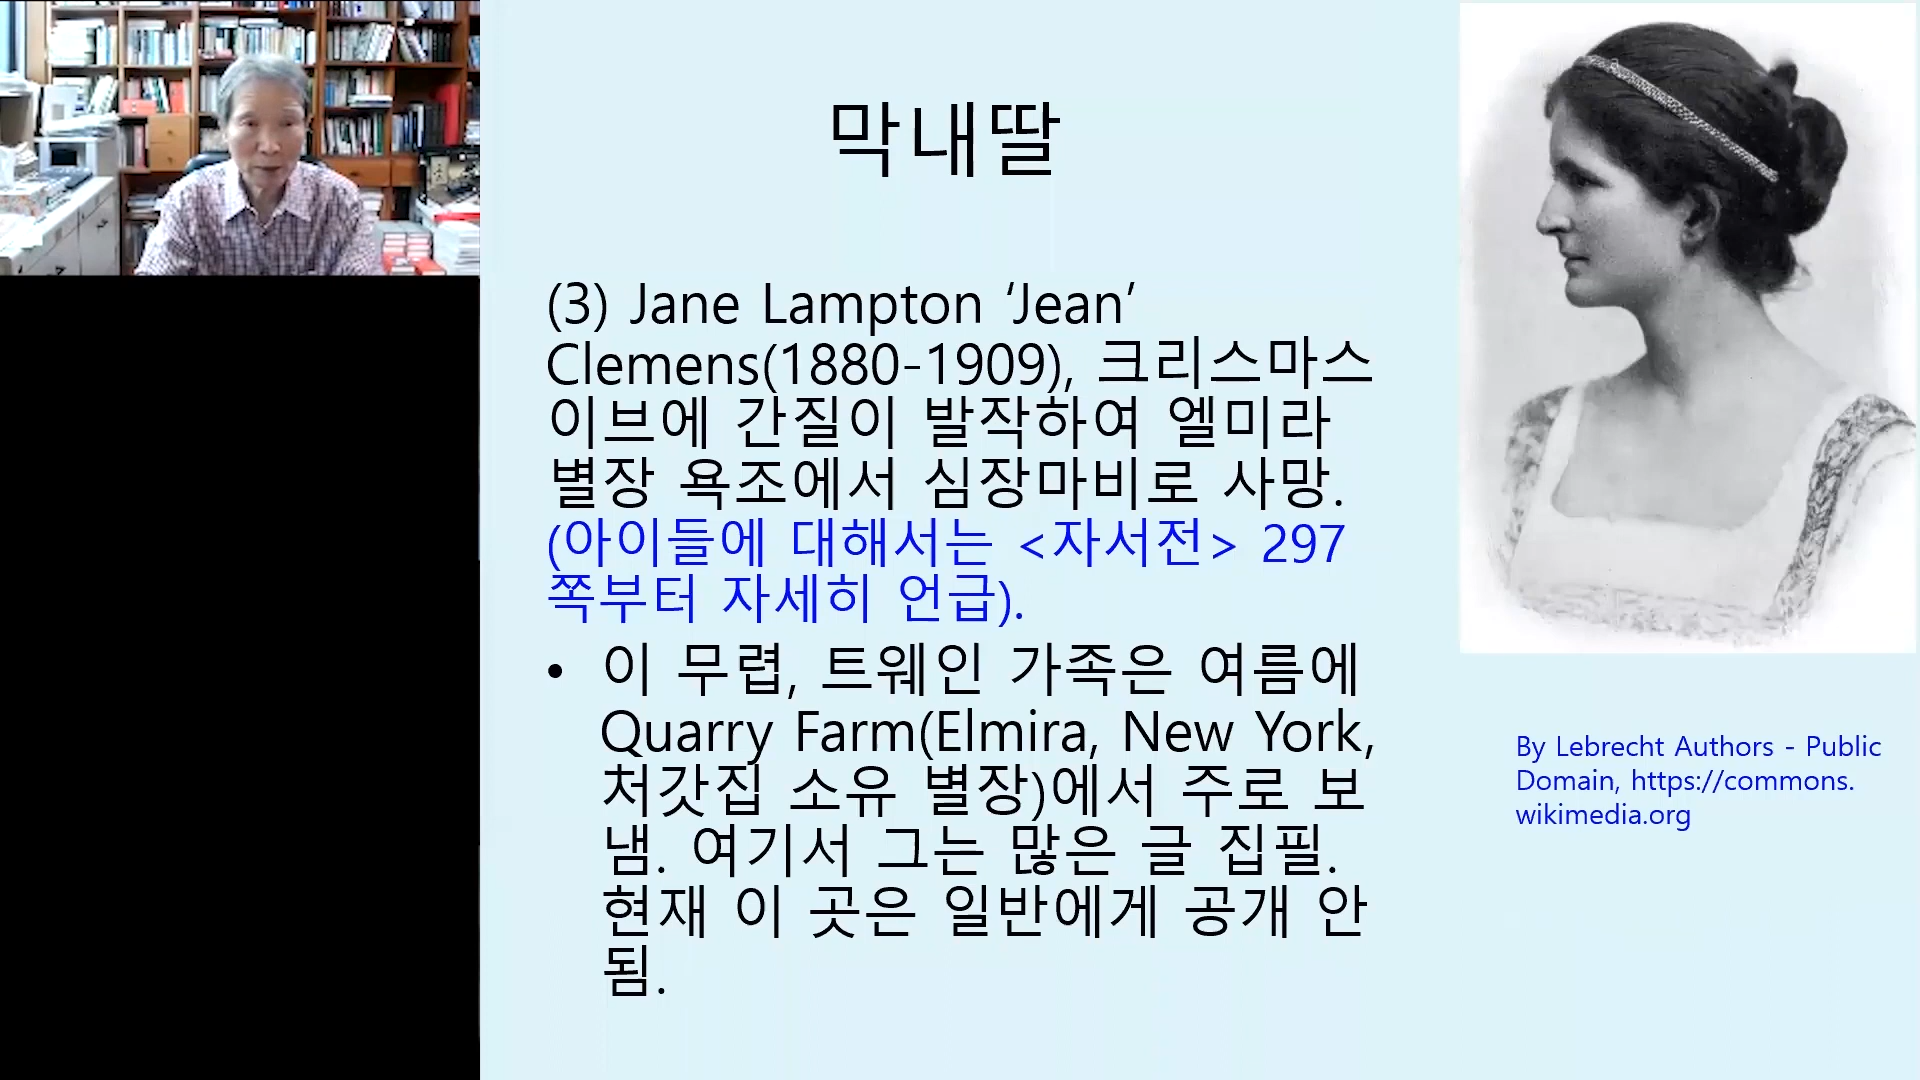 막내딸
(3) Jane Lampton ‘Jean’
Clemens(1880-1909), 크리스마스
이브에 간질이 발작하여 엘미라
별장 욕조에서 심장마비로 사망.
(아이들에 대해서는 <자서전> 297
쪽부터 자세히 언급).
• 이 무렵, 트웨인 가족은 여름에
Quarry Farm(Elmira, New York,
처갓집 소유 별장)에서 주로 보
냄. 여기서 그는 많은 글 집필.
현재 이 곳은 일반에게 공개 안
됨.
By Lebrecht Authors - Public
Domain, https://commons.
wikimedia.org